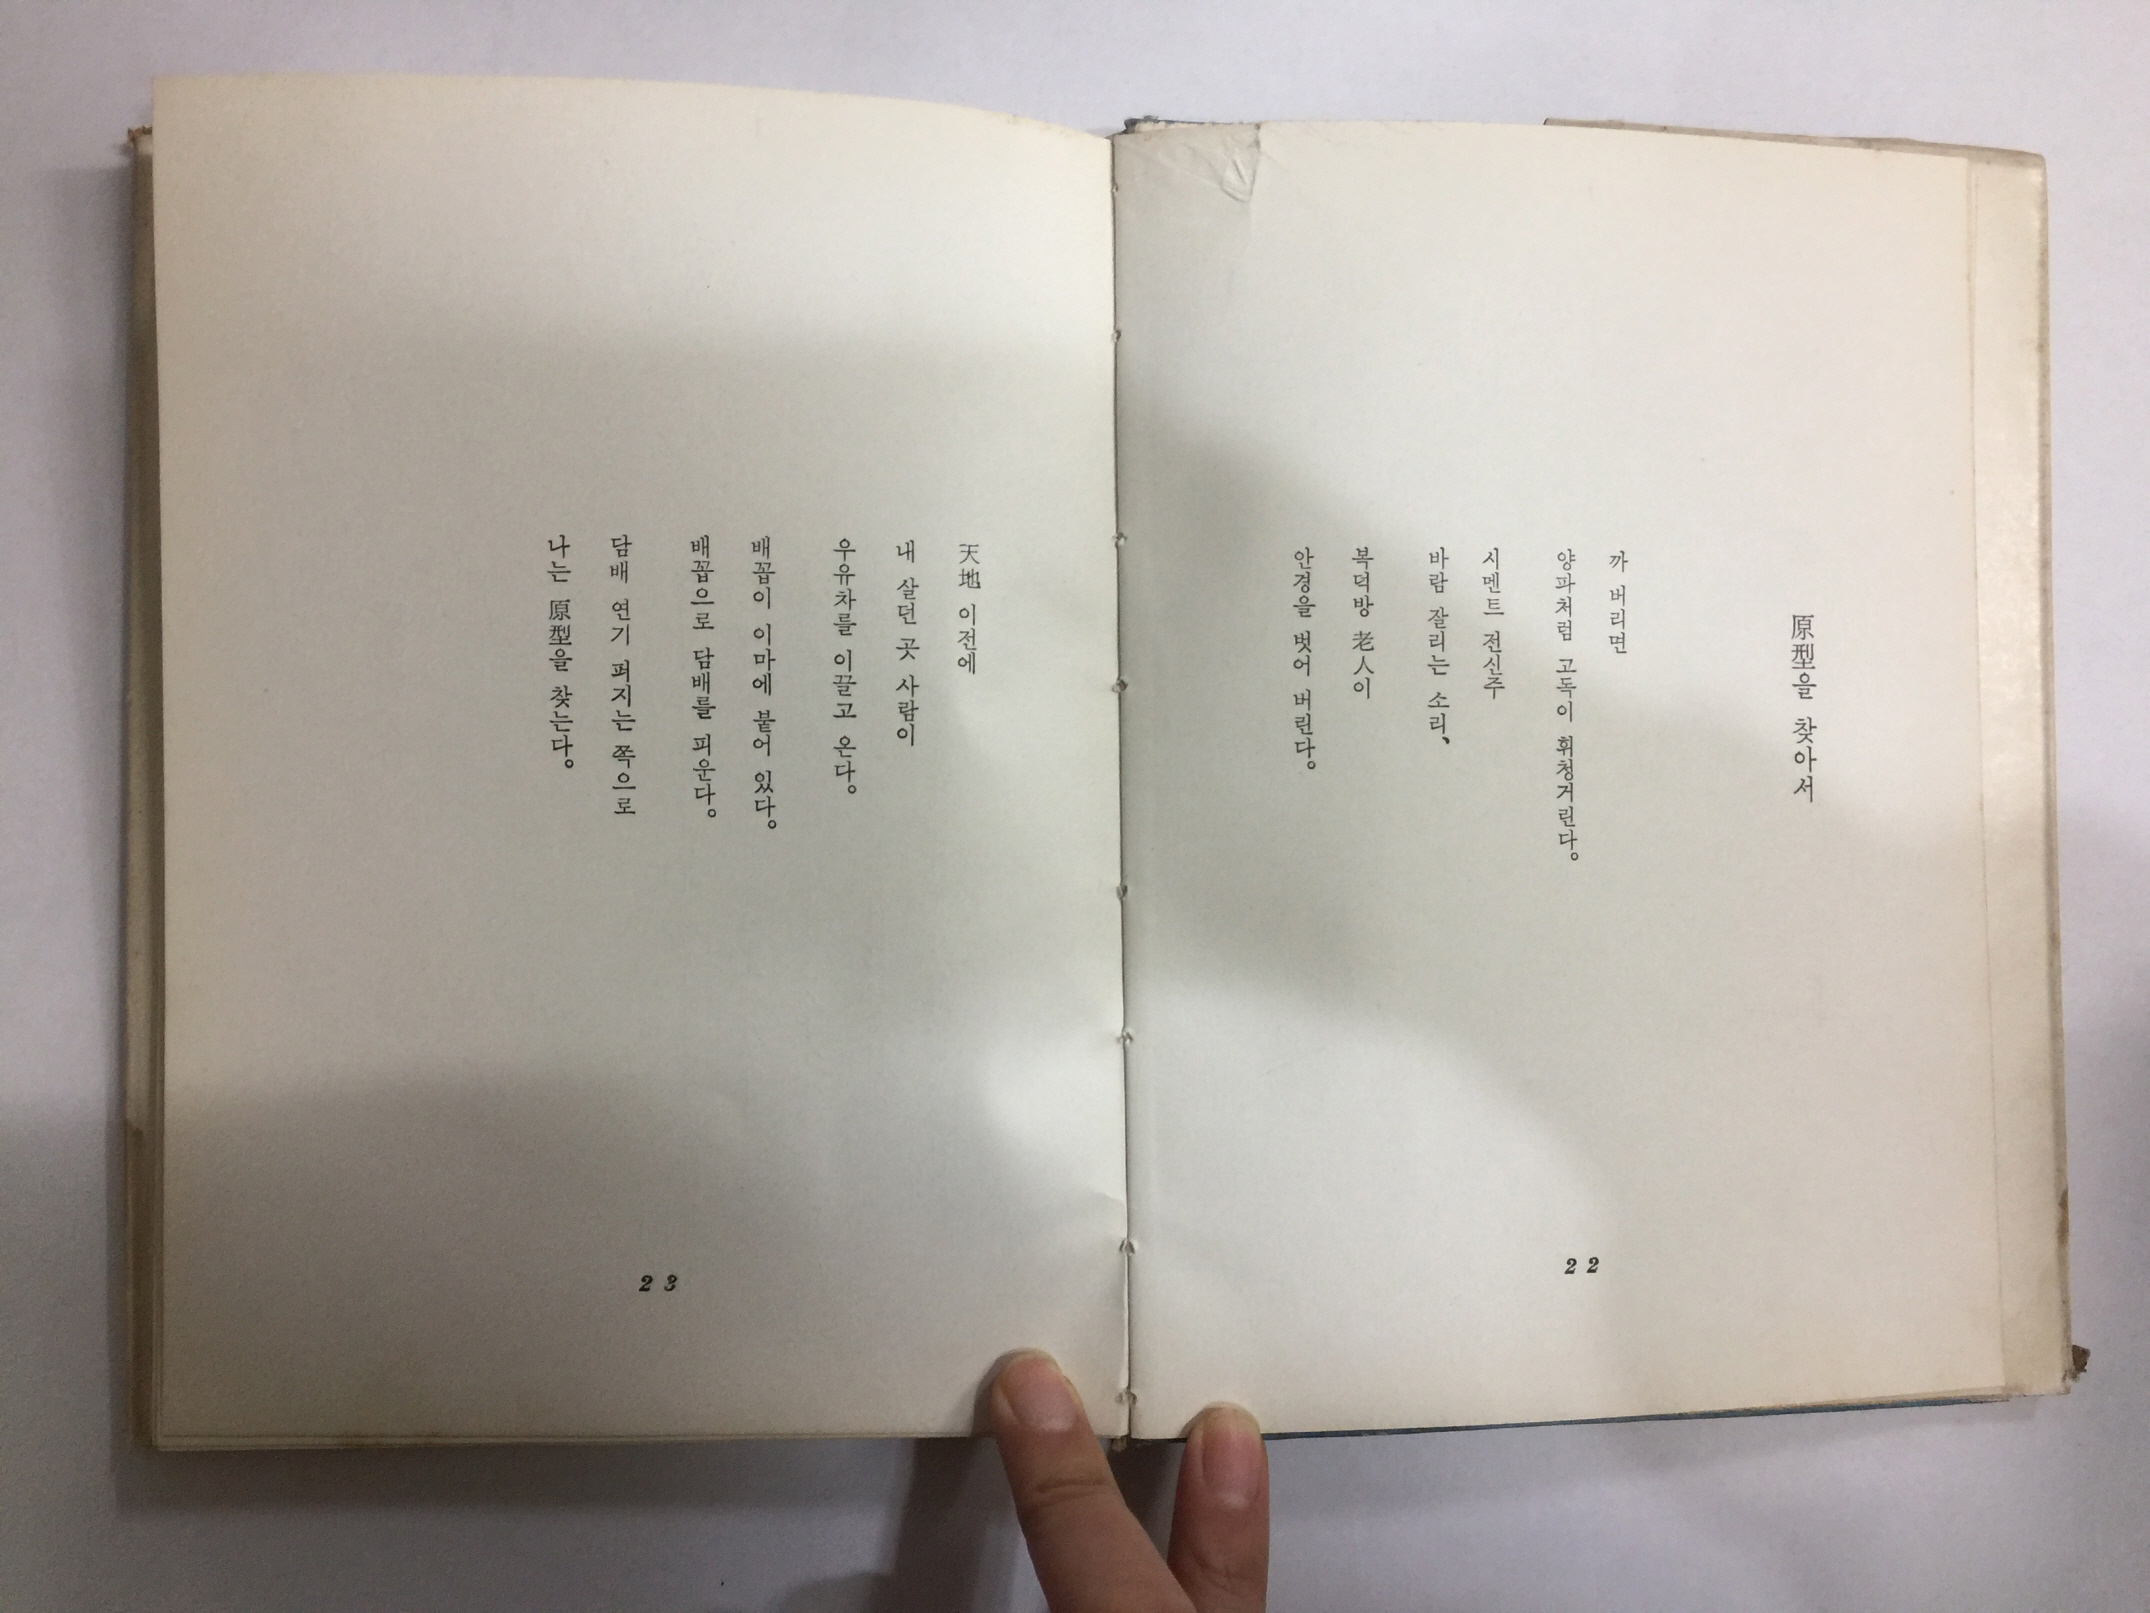 原型을 찾아서
까 버리면
양파처럼 고독이 휘청거린다。
시멘트 전신주
바람 잘리는 소리、
복덕방 老人이
안경을 벗어 버린다。
22
天地 이전에
내 살던 곳 사람이
우유차를 이끌고 온다。
배꼽이 이마에 붙어 있다。
배꼽으로 담배를 피운다。
담배 연기 퍼지는 쪽으로
나는 原型을 찾는다。
23